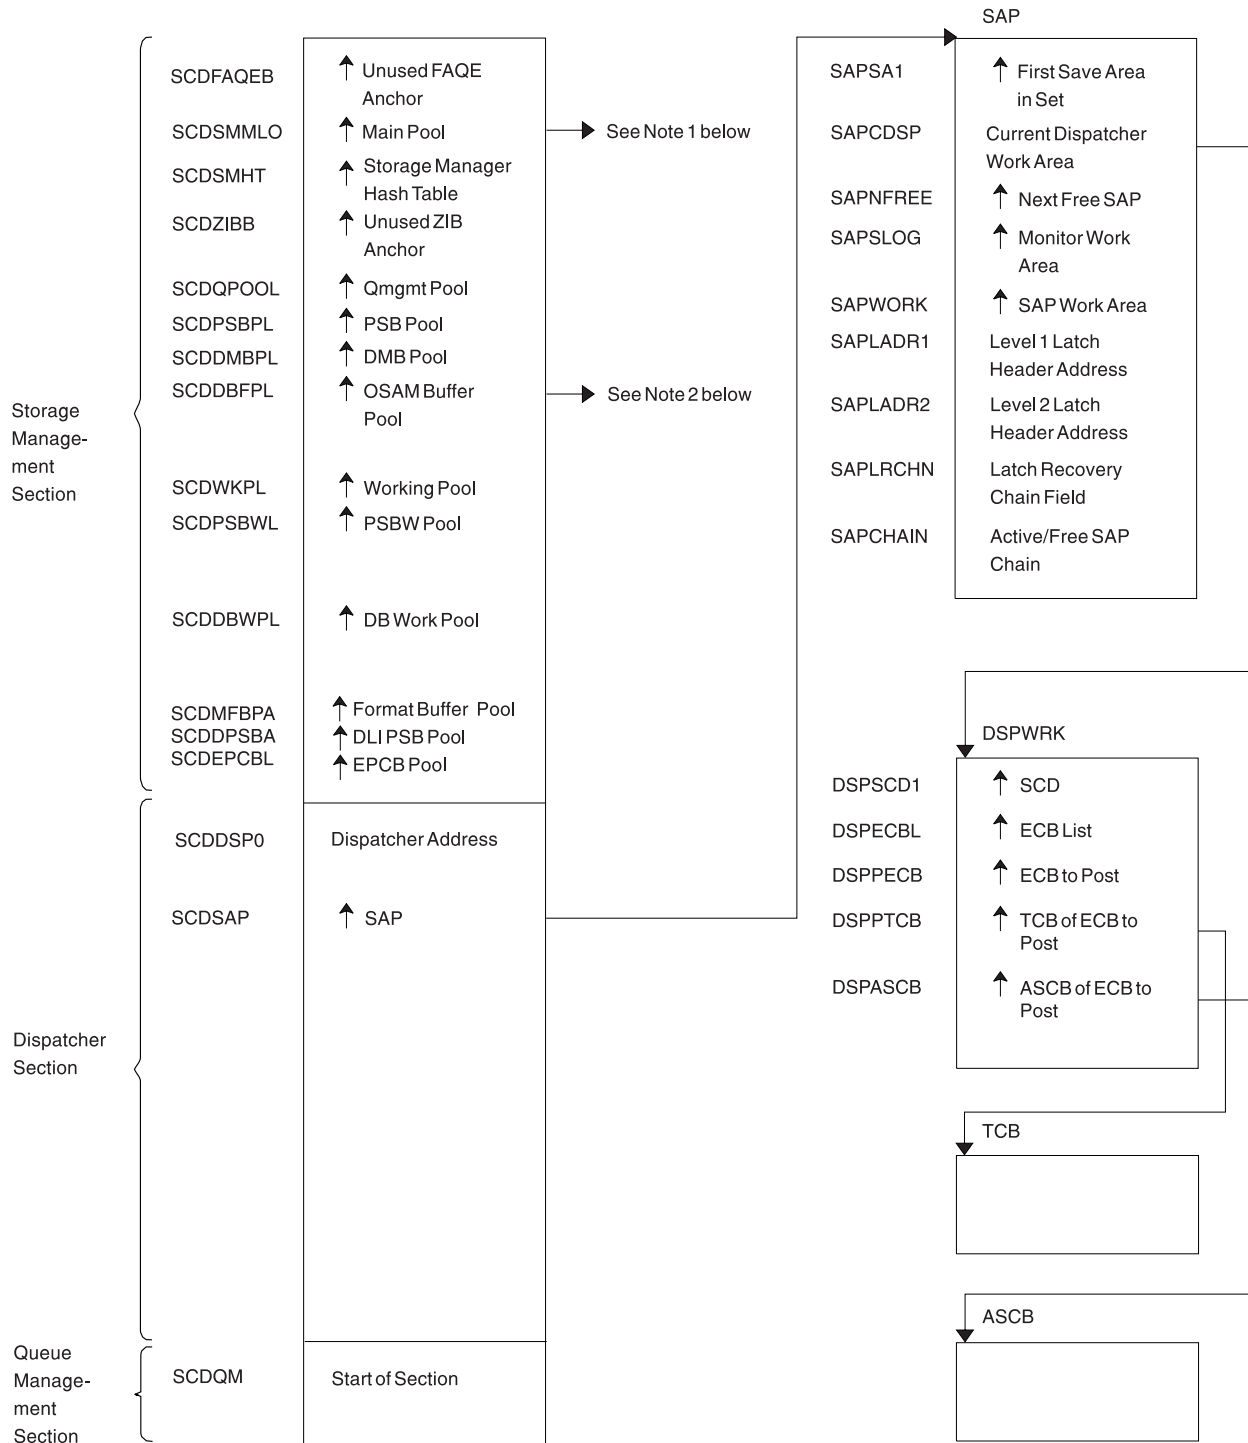 Storage
Manage-
ment
Section
SCDFAQEB
Unused FAQE
Anchor
SCDSMMLO
Main Pool
See Note 1 below
SCDSMHT
Storage Manager
Hash Table
SCDZIBB
Unused ZIB
Anchor
SCDQPOOL
Qmgmt Pool
SCDPSBPL
PSB Pool
SCDDMBPL
DMB Pool
SCDDBFPL
OSAM Buffer
Pool
See Note 2 below
SCDWKPL
Working Pool
SCDPSBWL
PSBW Pool
SCDDBWPL
DB Work Pool
SCDMFBPA
Format Buffer Pool
SCDDPSBA
DLI PSB Pool
SCDEPCBL
EPCB Pool
Dispatcher
Section
SCDDSP0
Dispatcher Address
SCDSAP
SAP
Queue
Manage-
ment
Section
SCDQM
Start of Section
SAP
SAPSA1
First Save Area
in Set
SAPCDSP
Current Dispatcher
Work Area
SAPNFREE
Next Free SAP
SAPSLOG
Monitor Work
Area
SAPWORK
SAP Work Area
SAPLADR1
Level 1 Latch
Header Address
SAPLADR2
Level 2 Latch
Header Address
SAPLRCHN
Latch Recovery
Chain Field
SAPCHAIN
Active/Free SAP
Chain
DSPWRK
DSPSCD1
SCD
DSPECBL
ECB List
DSPPECB
ECB to Post
DSPPTCB
TCB of ECB to
Post
DSPASCB
ASCB of ECB to
Post
TCB
ASCB